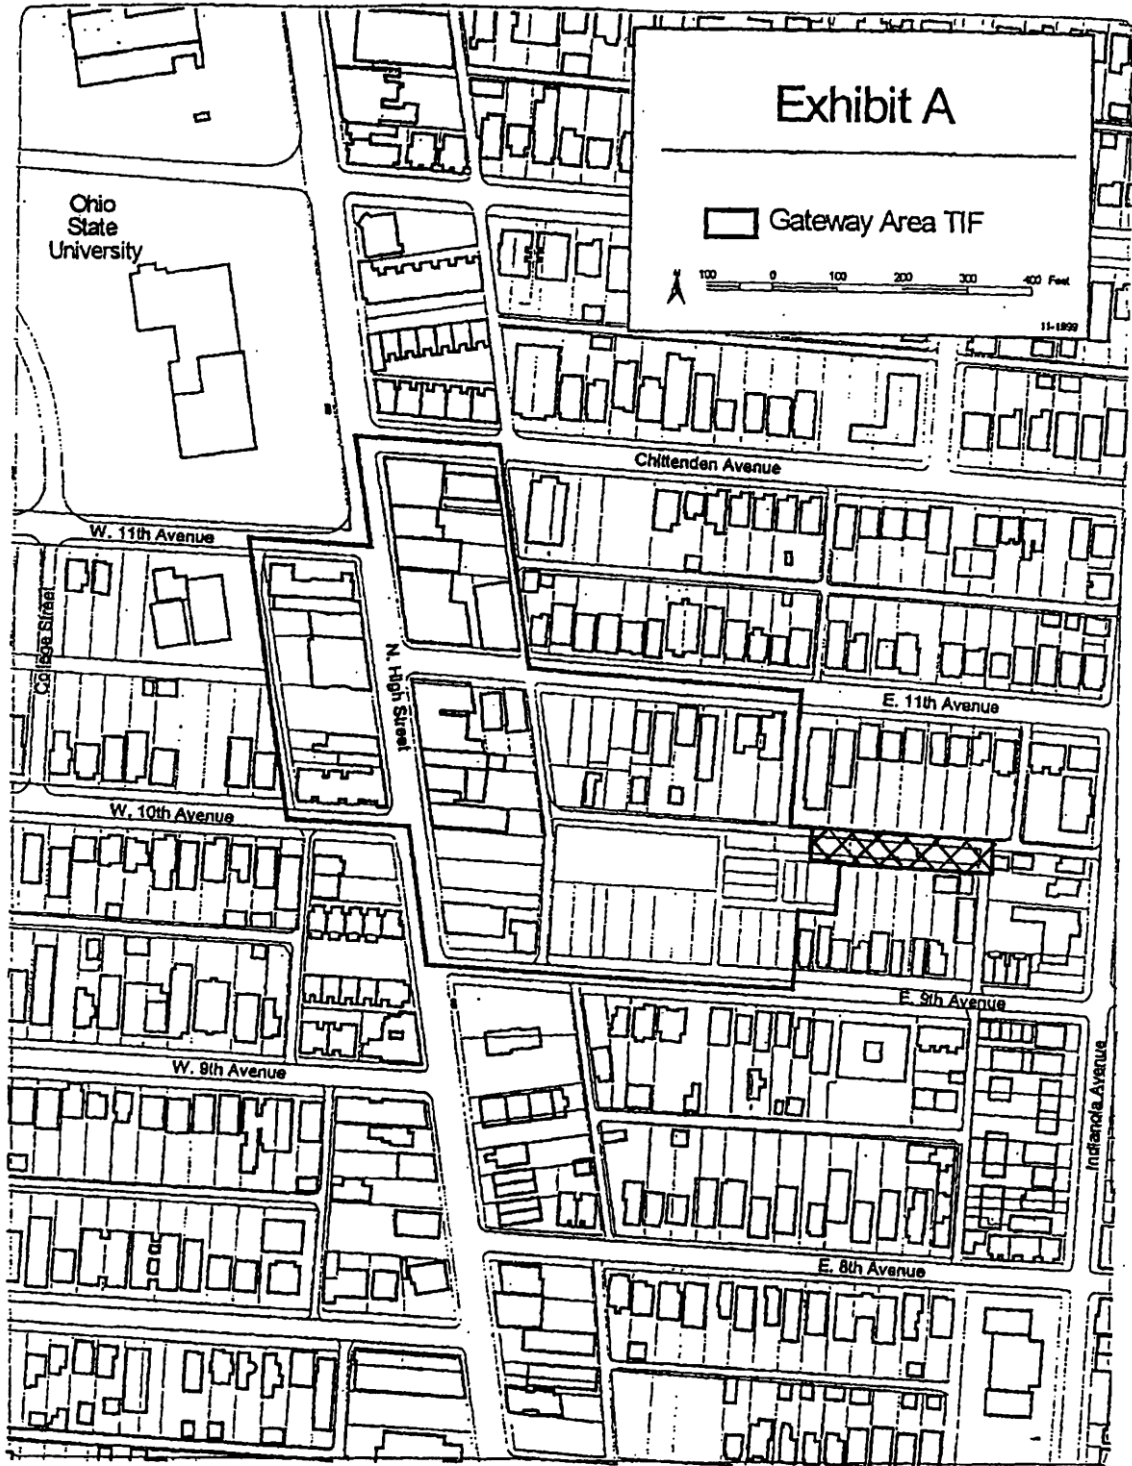 Exhibit A
Gateway Area TIF
N
100 0 100 200 300 400 Feet
11-1899
Ohio
State
University
Chittenden Avenue
W. 11th Avenue
College Street
N. High Street
E. 11th Avenue
W. 10th Avenue
E. 9th Avenue
W. 9th Avenue
Indianola Avenue
E. 8th Avenue